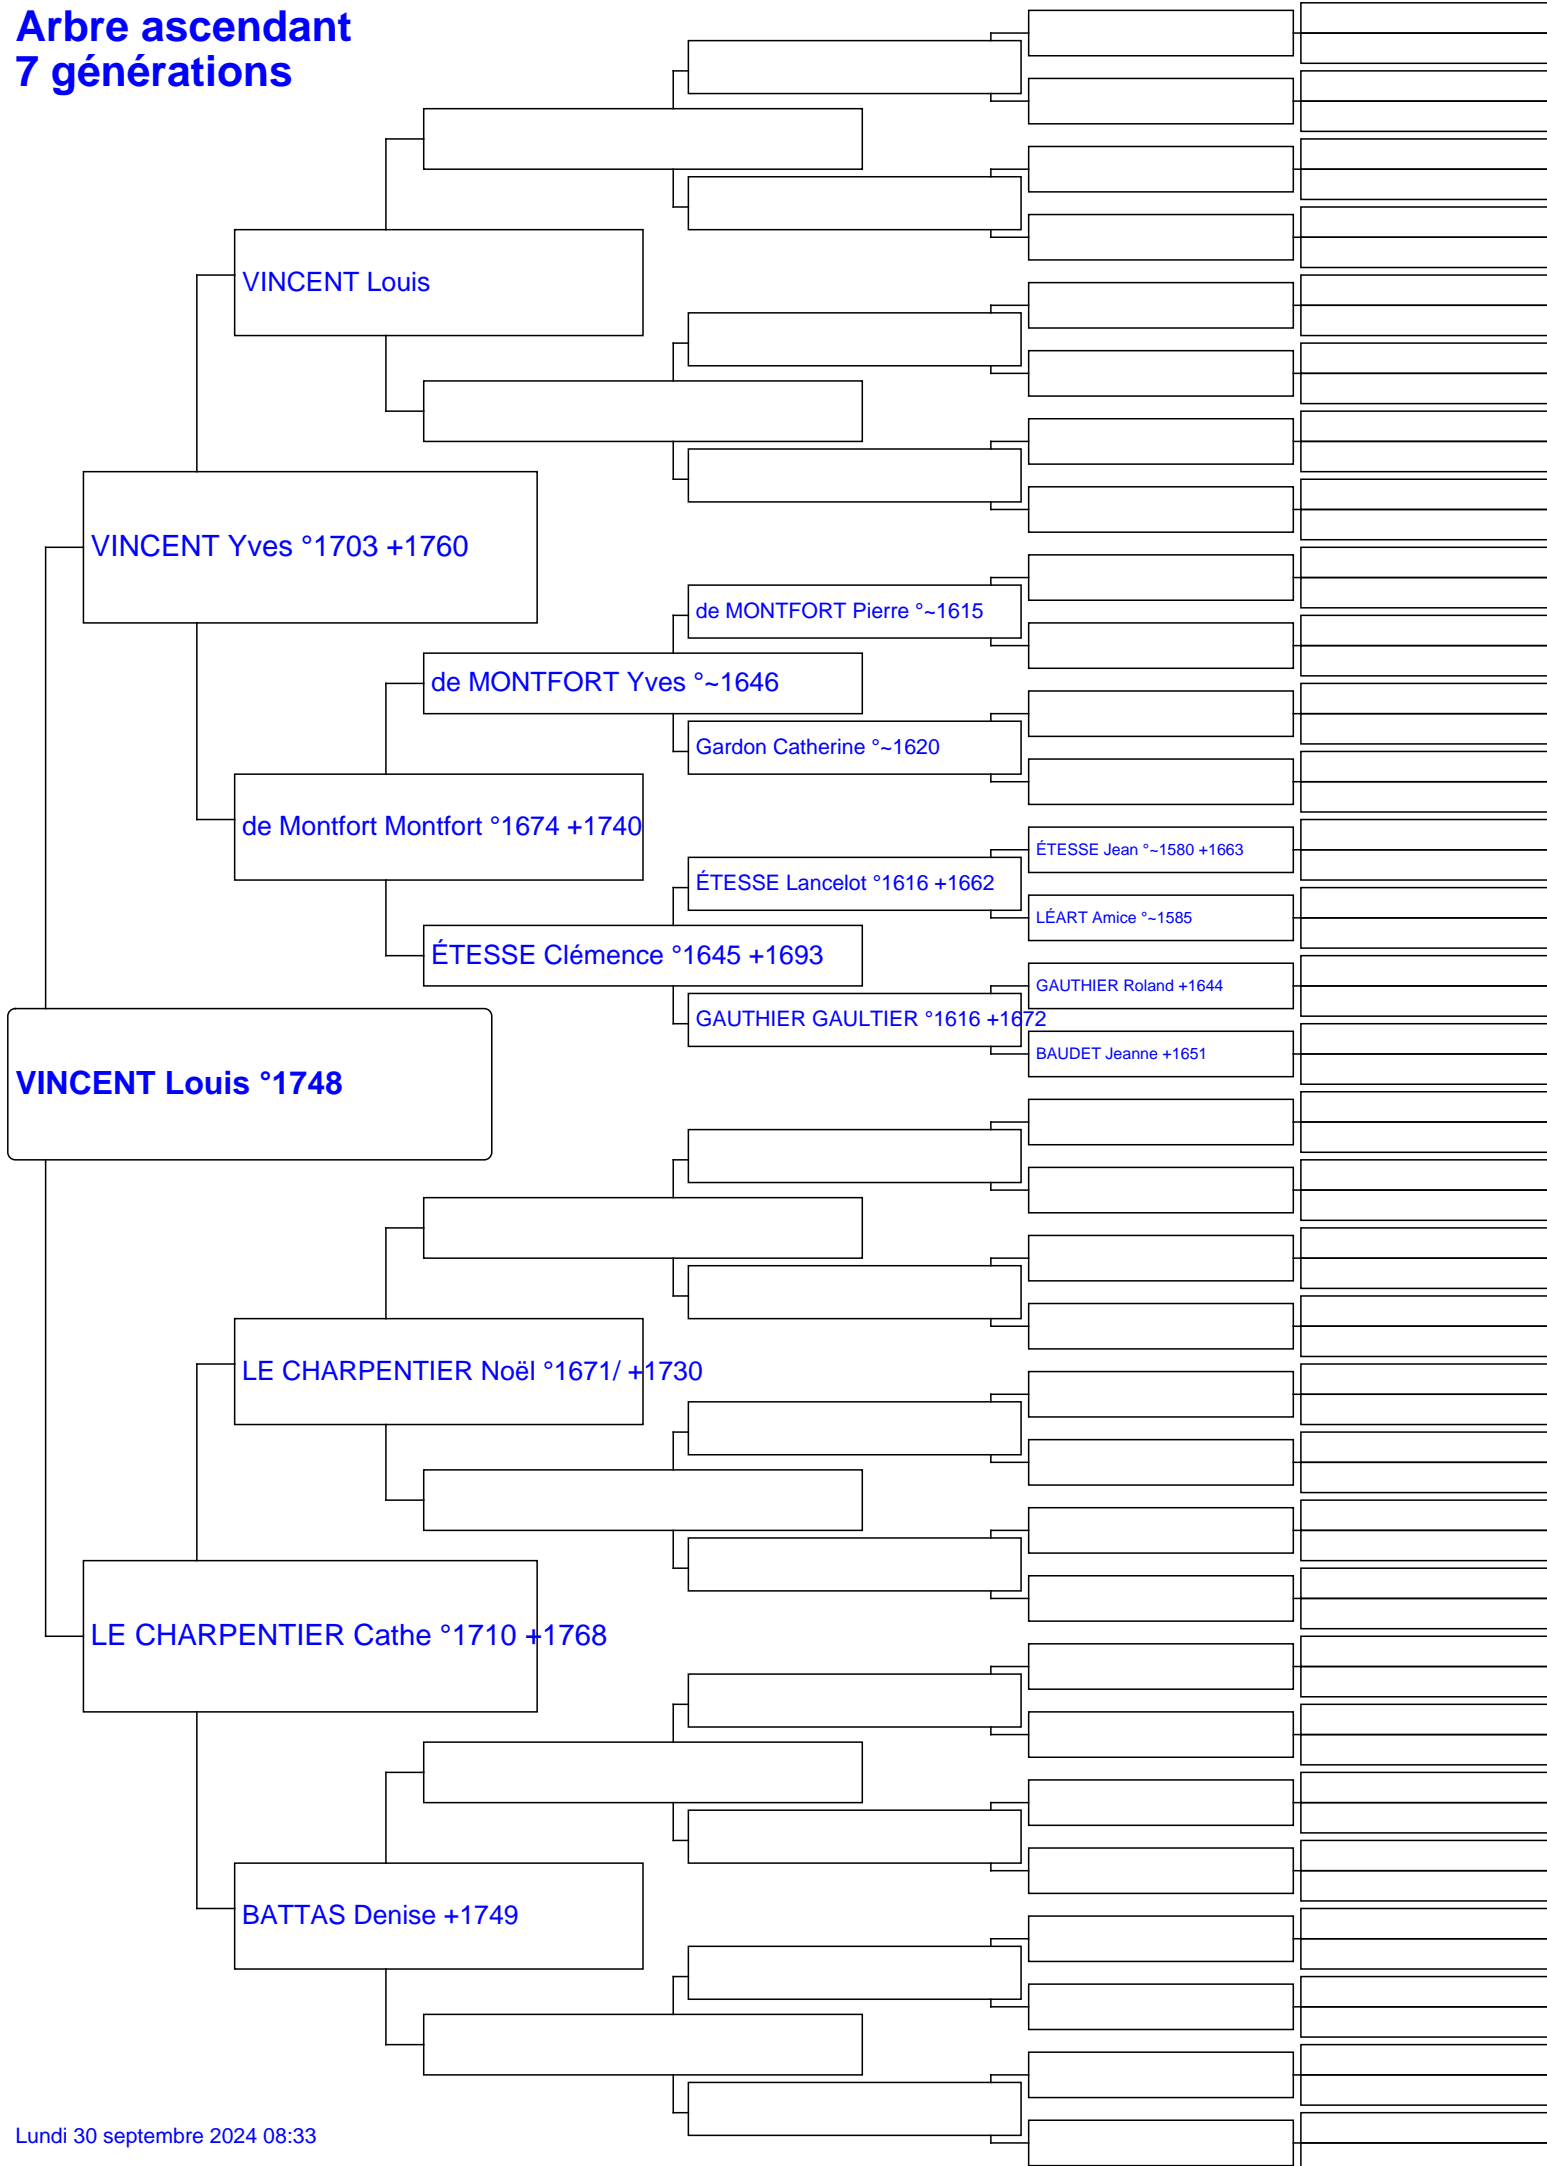 Arbre ascendant
7 générations
VINCENT Louis
VINCENT Yves °1703 +1760
de MONTFORT Pierre °~1615
de MONTFORT Yves °~1646
Gardon Catherine °~1620
de Montfort Montfort °1674 +1740
ÉTESSE Jean °~1580 +1663
ÉTESSE Lancelot °1616 +1662
LÉART Amice °~1585
ÉTESSE Clémence °1645 +1693
GAUTHIER Roland +1644
GAUTHIER GAULTIER °1616 +1672
BAUDET Jeanne +1651
VINCENT Louis °1748
LE CHARPENTIER Noël °1671/ +1730
LE CHARPENTIER Cathe °1710 +1768
BATTAS Denise +1749
Lundi 30 septembre 2024 08:33